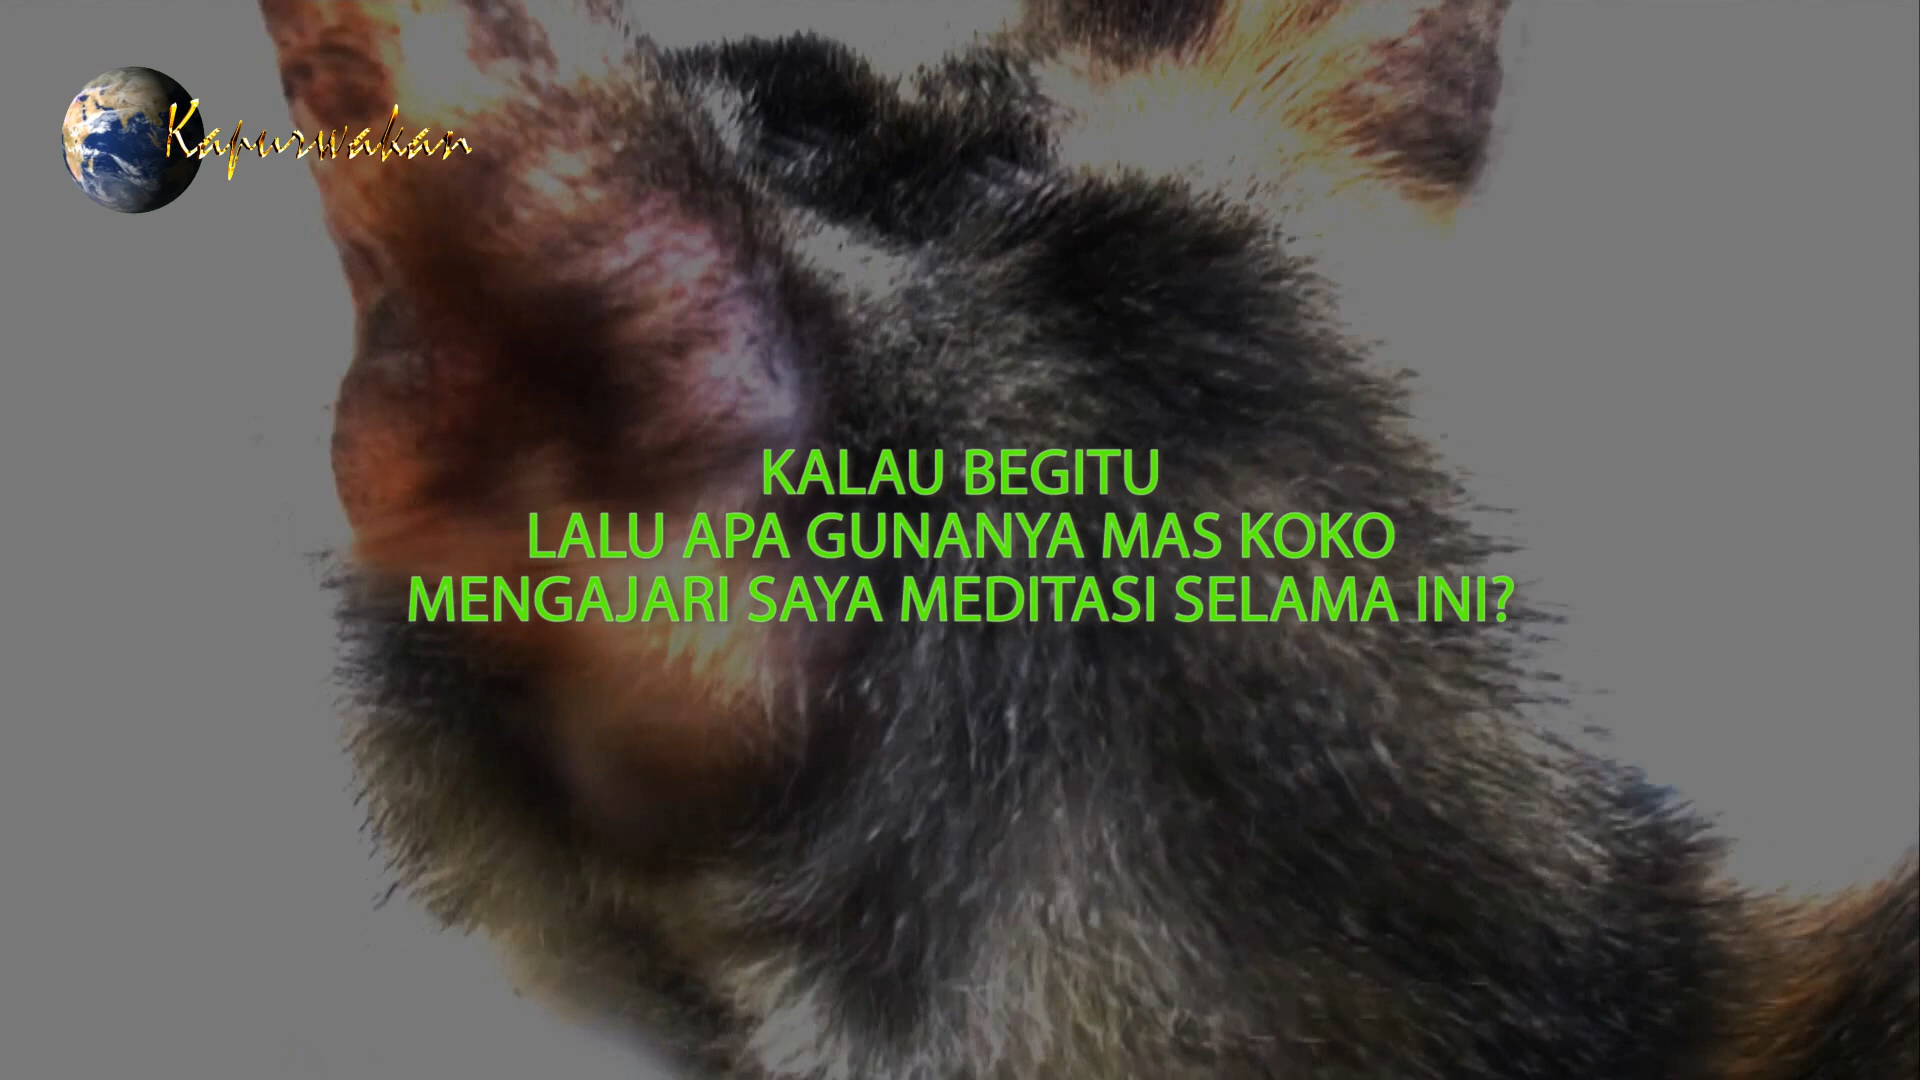 Kapurwakan
KALAU BEGITU
LALU APA GUNANYA MAS KOKO
MENGAJARI SAYA MEDITASI SELAMA INI?